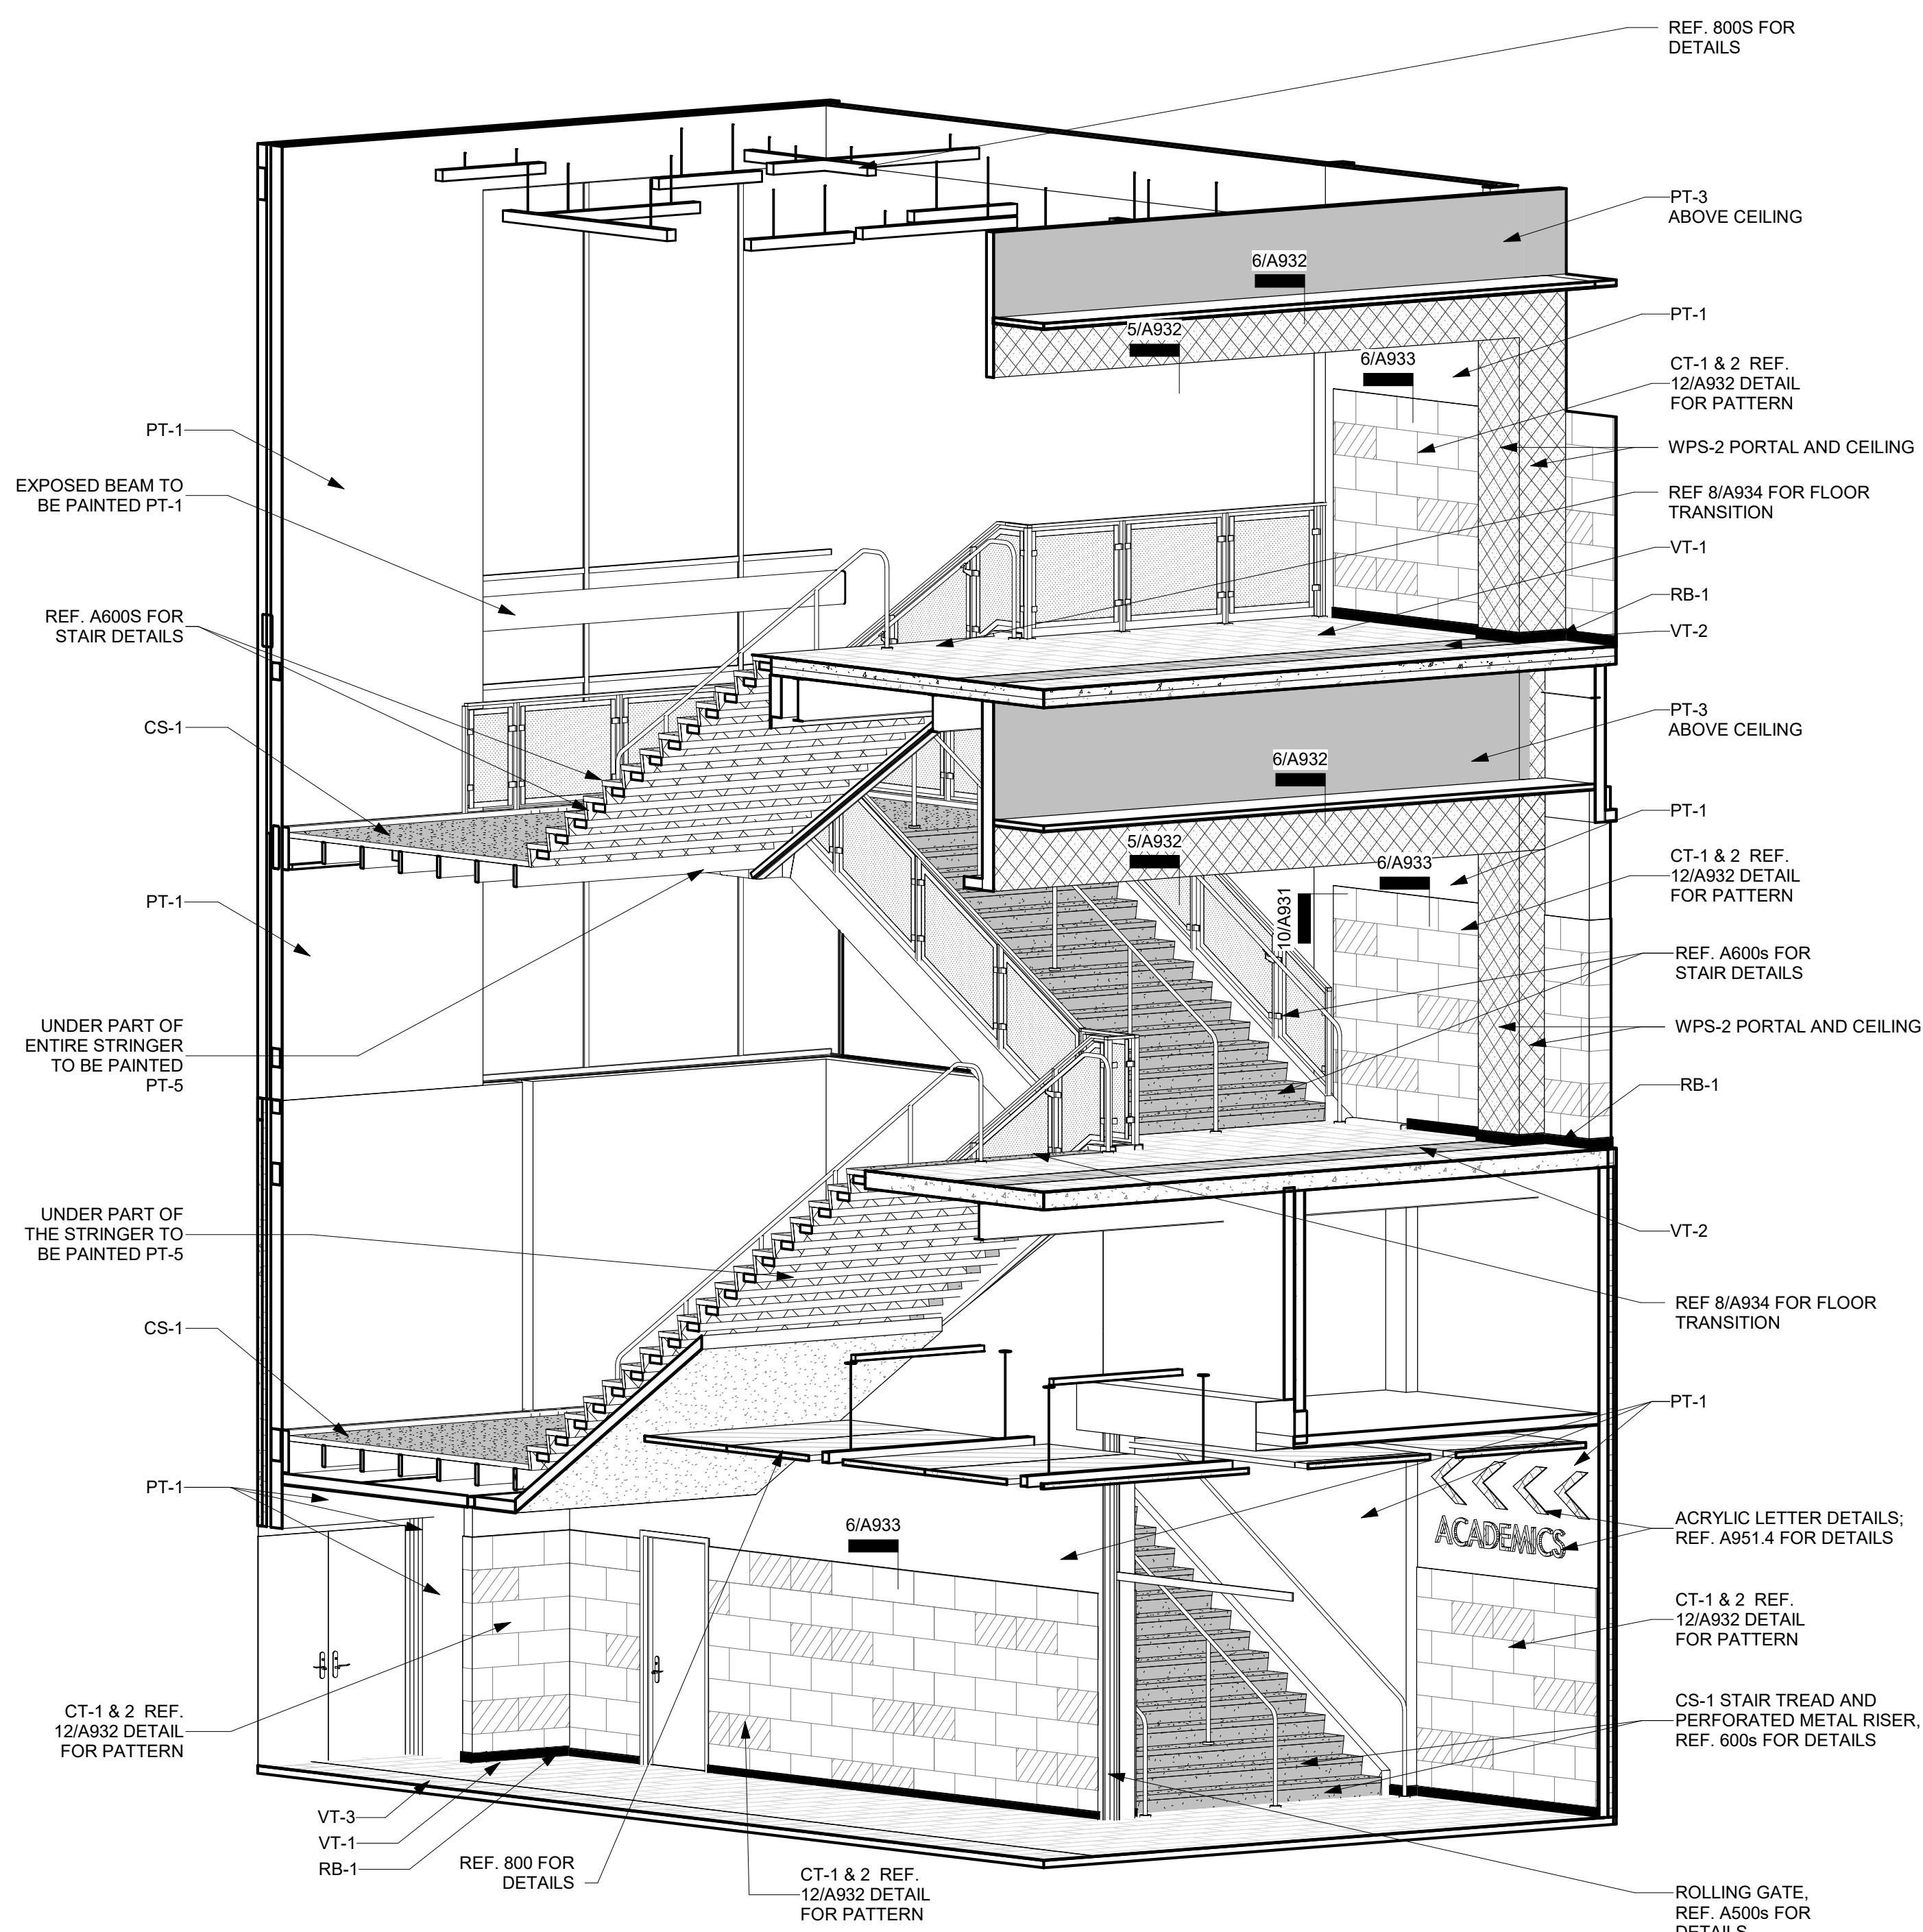 REF. 800S FOR
DETAILS
PT-3
ABOVE CEILING
6/A932
PT-1
5/A932
6/A933
CT-1 & 2 REF.
12/A932 DETAIL
FOR PATTERN
WPS-2 PORTAL AND CEILING
REF 8/A934 FOR FLOOR
TRANSITION
VT-1
RB-1
VT-2
PT-1
EXPOSED BEAM TO
BE PAINTED PT-1
REF. A600S FOR
STAIR DETAILS
CS-1
PT-1
UNDER PART OF
ENTIRE STRINGER
TO BE PAINTED
PT-5
UNDER PART OF
THE STRINGER TO
BE PAINTED PT-5
CS-1
PT-1
PT-3
ABOVE CEILING
6/A932
PT-1
5/A932
6/A933
10/A931
CT-1 & 2 REF.
12/A932 DETAIL
FOR PATTERN
REF. A600s FOR
STAIR DETAILS
WPS-2 PORTAL AND CEILING
RB-1
VT-2
REF 8/A934 FOR FLOOR
TRANSITION
PT-1
ACADEMICS
ACRYLIC LETTER DETAILS;
REF. A951.4 FOR DETAILS
6/A933
CT-1 & 2 REF.
12/A932 DETAIL
FOR PATTERN
CS-1 STAIR TREAD AND
PERFORATED METAL RISER,
REF. 600s FOR DETAILS
CT-1 & 2 REF.
12/A932 DETAIL
FOR PATTERN
VT-3
VT-1
RB-1
REF. 800 FOR
DETAILS
CT-1 & 2 REF.
12/A932 DETAIL
FOR PATTERN
ROLLING GATE,
REF. A500s FOR
DETAILS